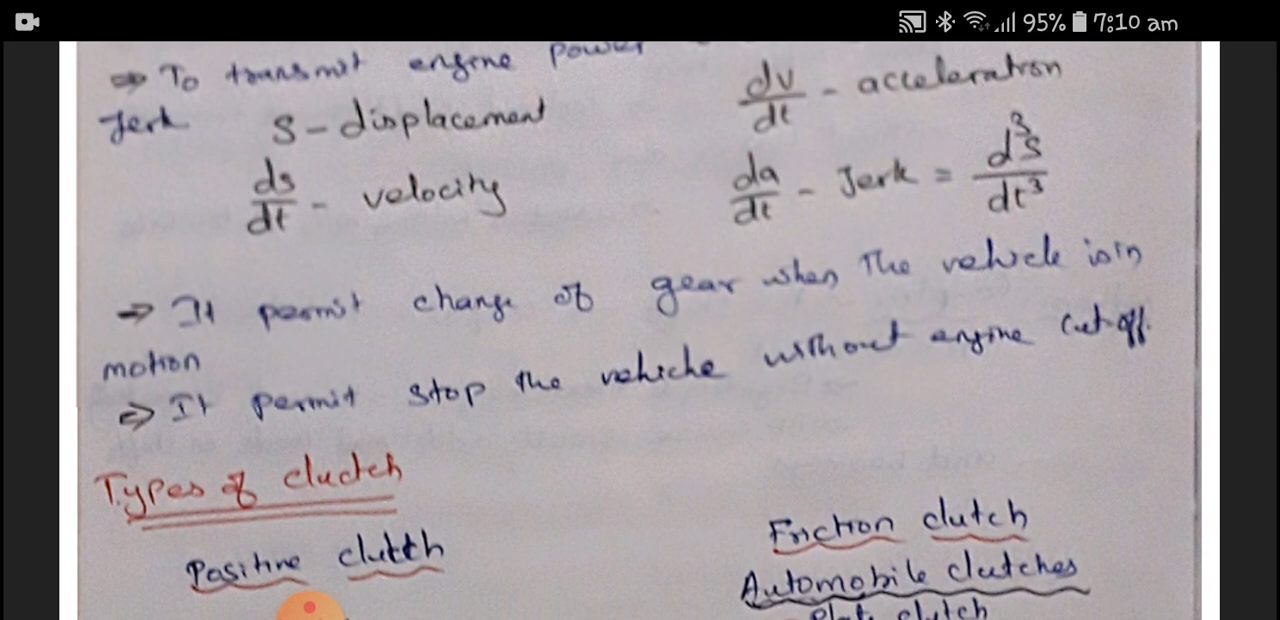 95% 7:10 am
⇒ To transmit engine power
Jerk S - displacement dv/dt - acceleration
ds/dt - velocity da/dt - Jerk = d³s/dt³
→ It permit change of gear when the vehicle is in
motion
⇒ It permit stop the vehicle without engine cut off.
Types of clutch
Positive clutch Friction clutch
Automobile clutches
Plate clutch